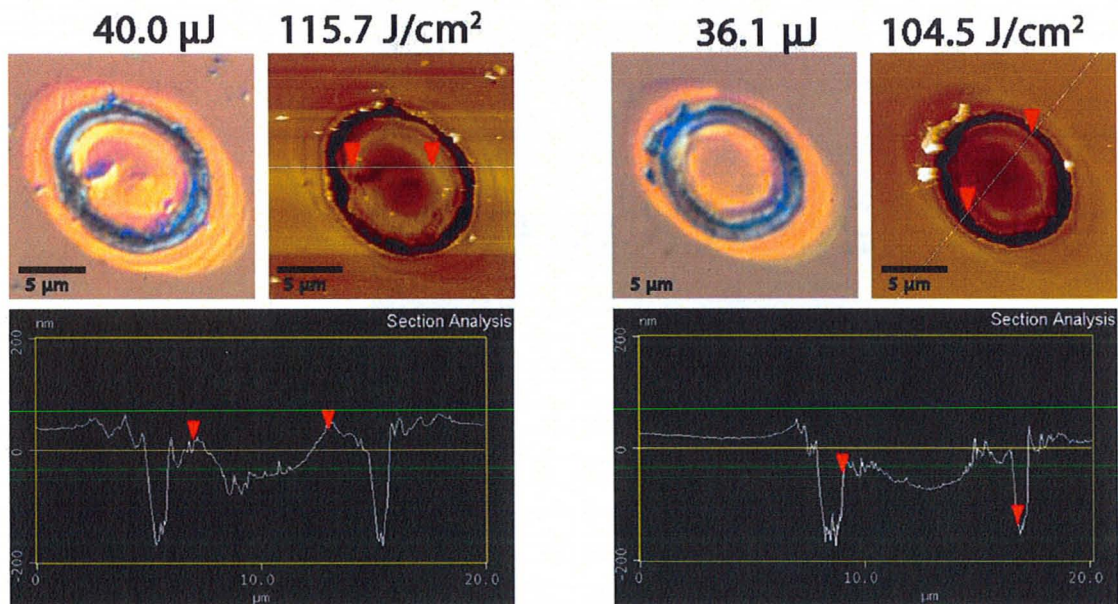 40.0 µJ 115.7 J/cm²
36.1 µJ 104.5 J/cm²
5 µm
5 µm
5 µm
5 µm
nm
Section Analysis
200
0
-200
0
10.0
20.0
µm
nm
Section Analysis
200
0
-200
0
10.0
20.0
µm